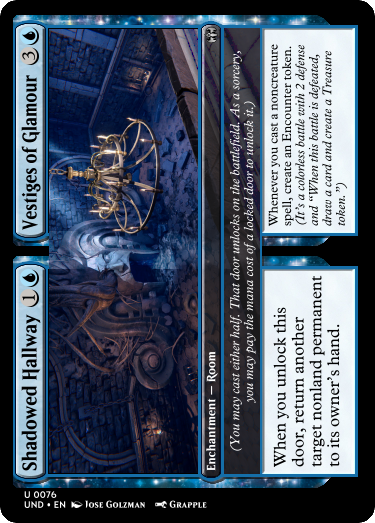 Shadowed Hallway 1
When you unlock this
door, return another
target nonland permanent
to its owner's hand.
Vestiges of Glamour 3
Whenever you cast a noncreature
spell, create an Encounter token.
(It's a colorless battle with 2 defense
and “When this battle is defeated,
draw a card and create a Treasure
token.”)
Enchantment — Room
(You may cast either half. That door unlocks on the battlefield. As a sorcery,
you may pay the mana cost of a locked door to unlock it.)
U 0076
UND • EN Jose Golzman Grapple